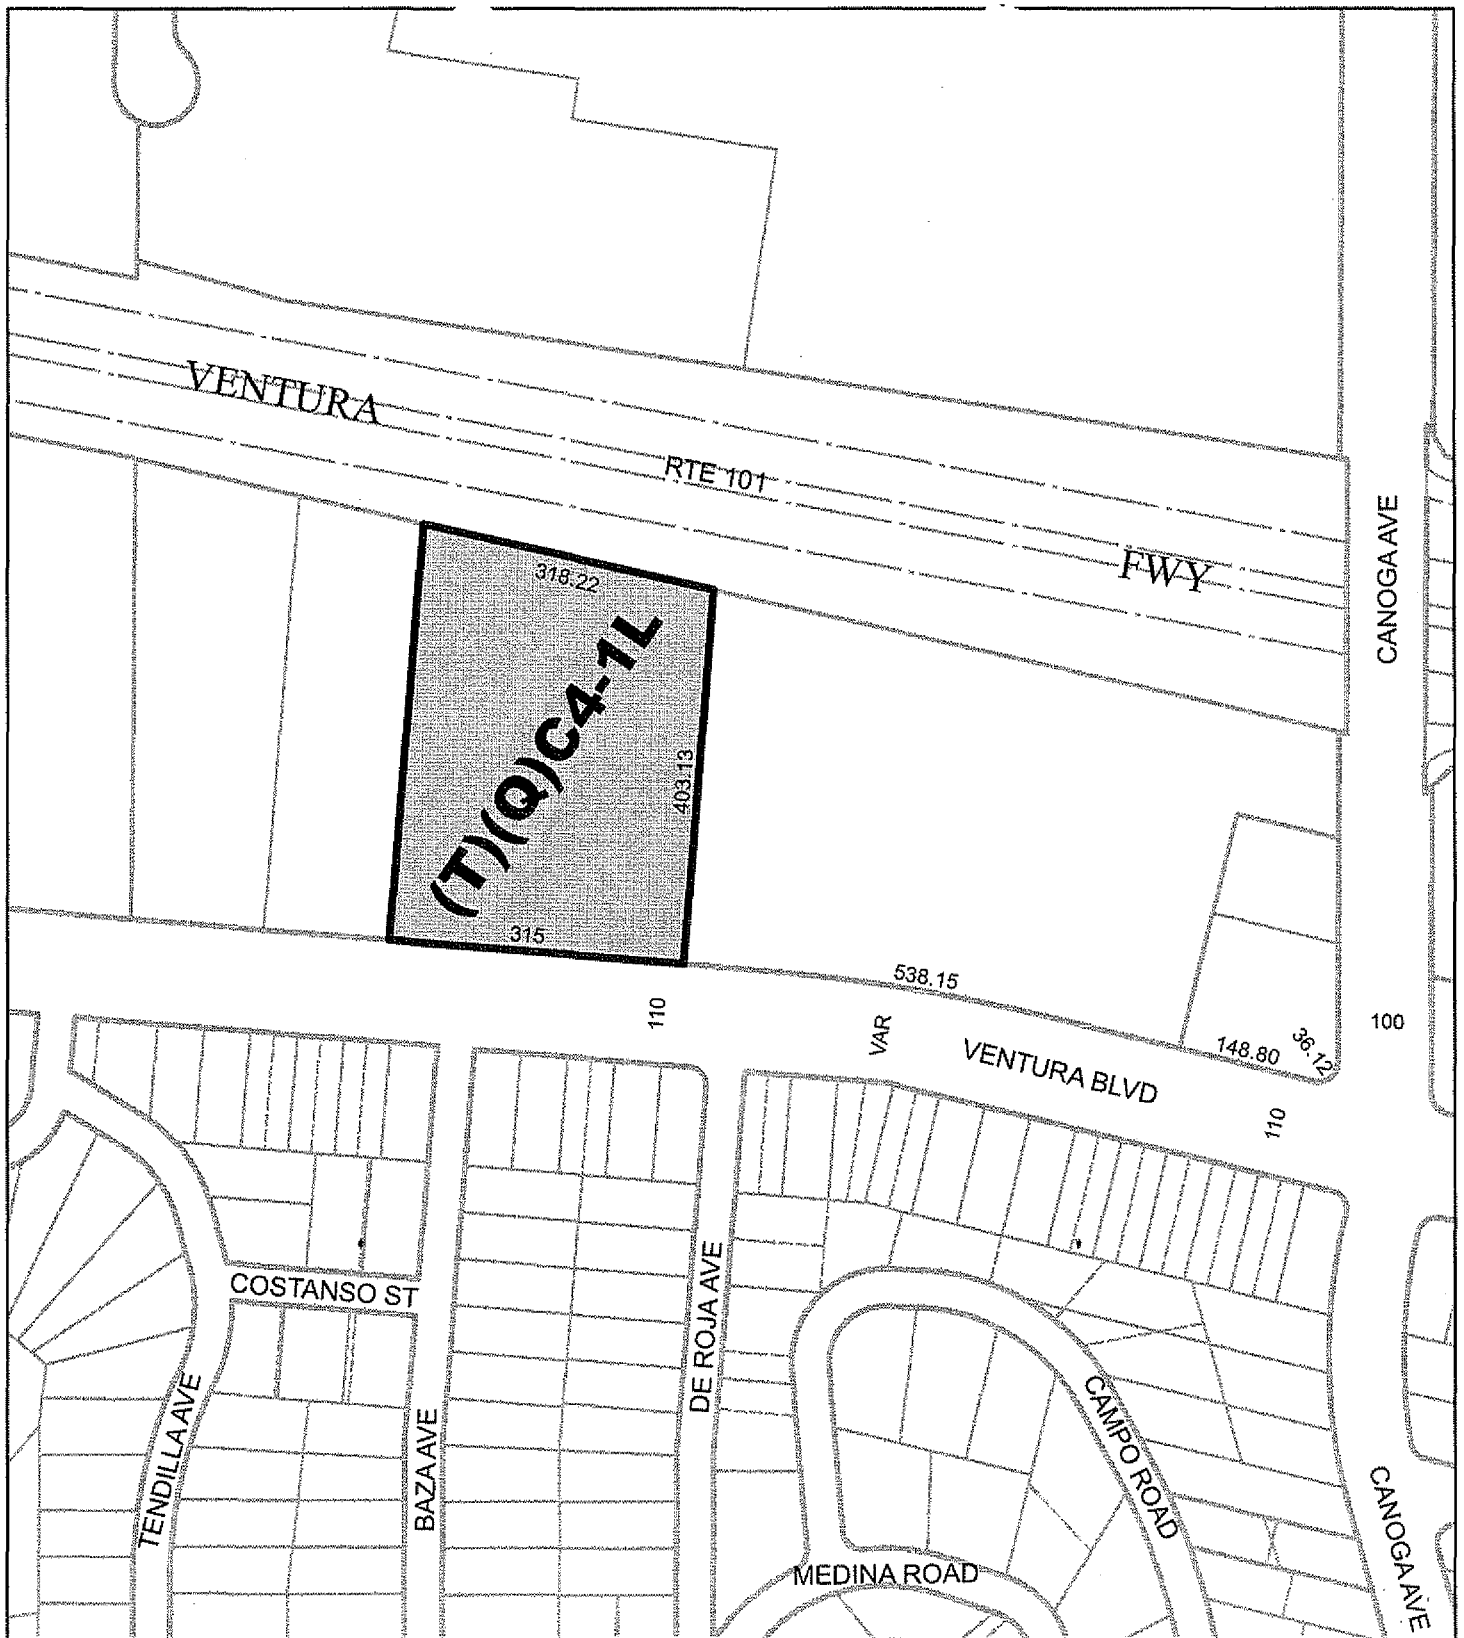 VENTURA
RTE 101
FWY
CANOGA AVE
318.22
(T)(Q)C4-1L
403.13
315
538.15
110
VAR
VENTURA BLVD
148.80
36.12
100
110
COSTANSO ST
DE ROJA AVE
TENDILLA AVE
BAZA AVE
CAMPO ROAD
MEDINA ROAD
CANOGA AVE